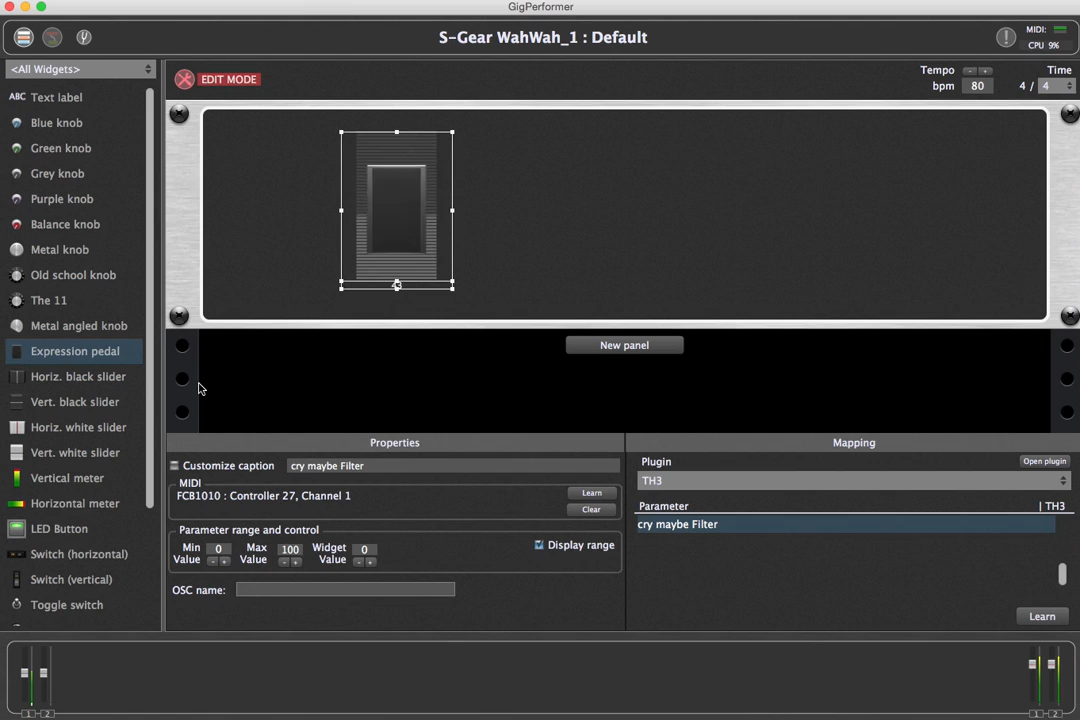 GigPerformer
S-Gear WahWah_1 : Default
MIDI:
CPU 9%
<All Widgets>
EDIT MODE
Tempo
bpm 80
Time
4 / 4
ABC Text label
Blue knob
Green knob
Grey knob
Purple knob
Balance knob
Metal knob
Old school knob
The 11
Metal angled knob
Expression pedal
Horiz. black slider
Vert. black slider
Horiz. white slider
Vert. white slider
Vertical meter
Horizontal meter
LED Button
Switch (horizontal)
Switch (vertical)
Toggle switch
New panel
Properties
Customize caption cry maybe Filter
MIDI
FCB1010 : Controller 27, Channel 1
Learn
Clear
Parameter range and control
Min Value 0
Max Value 100
Widget Value 0
Display range
OSC name:
Mapping
Plugin
Open plugin
TH3
Parameter | TH3
cry maybe Filter
Learn
1 2
1 2